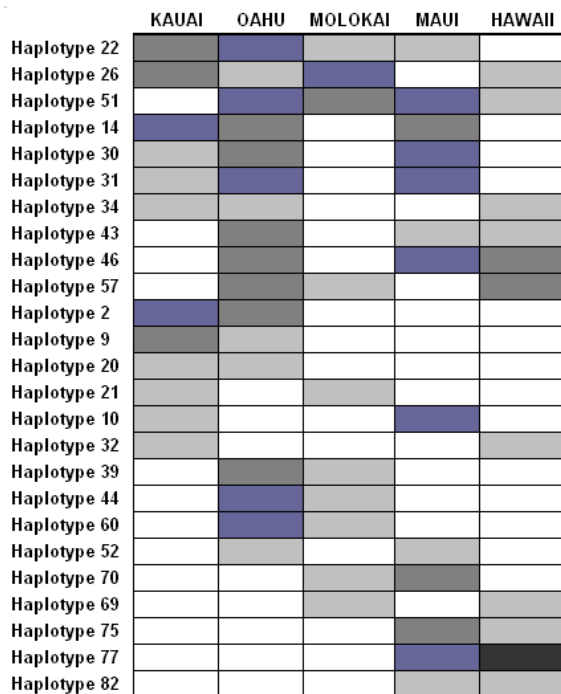 KAUAI OAHU MOLOKAI MAUI HAWAII
Haplotype 22
Haplotype 26
Haplotype 51
Haplotype 14
Haplotype 30
Haplotype 31
Haplotype 34
Haplotype 43
Haplotype 46
Haplotype 57
Haplotype 2
Haplotype 9
Haplotype 20
Haplotype 21
Haplotype 10
Haplotype 32
Haplotype 39
Haplotype 44
Haplotype 60
Haplotype 52
Haplotype 70
Haplotype 69
Haplotype 75
Haplotype 77
Haplotype 82